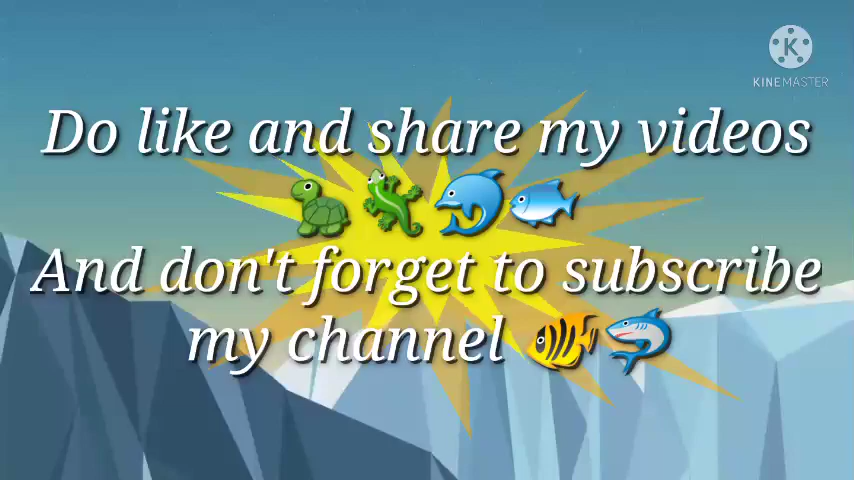 KINEMASTER
Do like and share my videos
🐢🦎🐬🐟
And don't forget to subscribe
my channel 🐠🦈